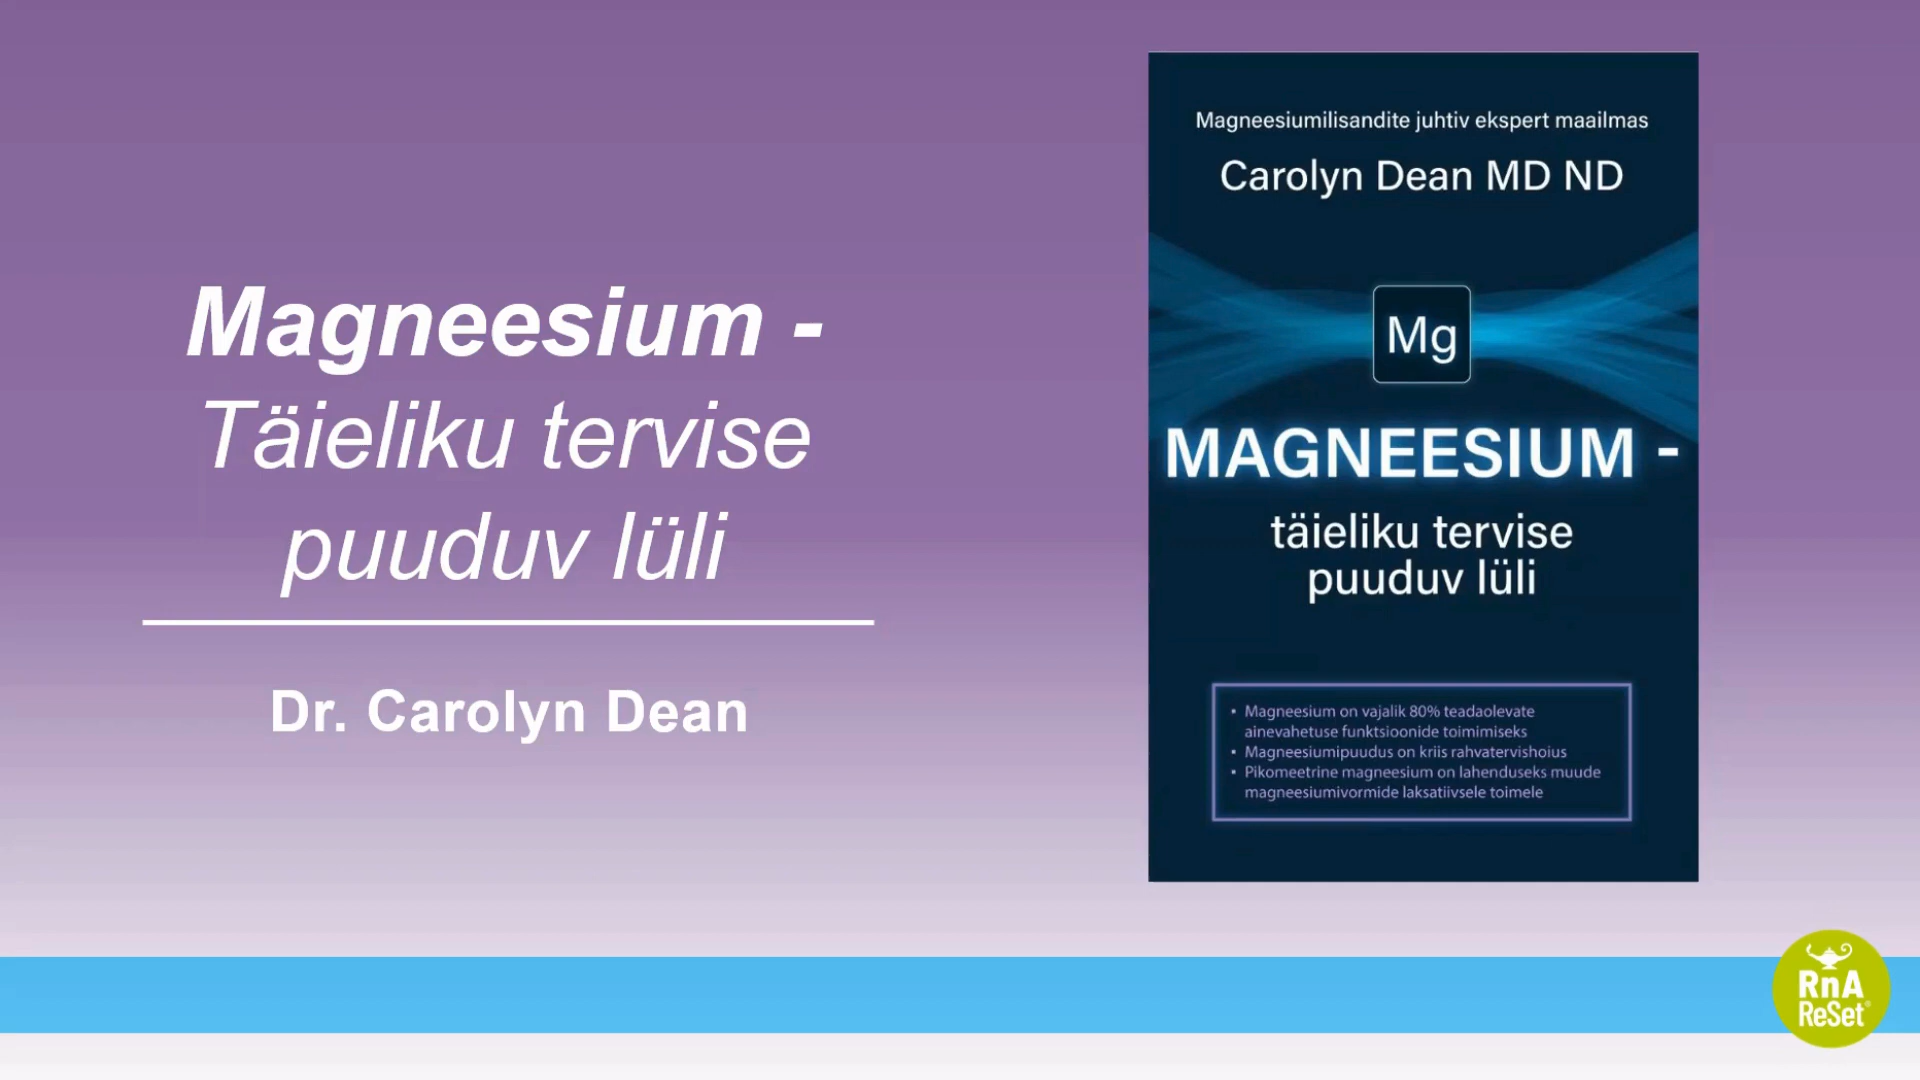 Magneesium -
Täieliku tervise
puuduv lüli
Dr. Carolyn Dean
Magneesiumilisandite juhtiv ekspert maailmas
Carolyn Dean MD ND
Mg
MAGNEESIUM -
täieliku tervise
puuduv lüli
• Magneesium on vajalik 80% teadaolevate
ainevahetuse funktsioonide toimimiseks
• Magneesiumipuudus on kriis rahvatervishoius
• Pikomeetrine magneesium on lahenduseks muude
magneesiumivormide laksatiivsele toimele
RnA
ReSet®